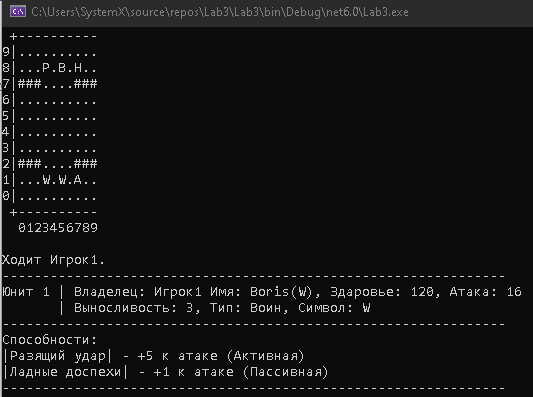 C:\Users\SystemX\source\repos\Lab3\Lab3\bin\Debug\net6.0\Lab3.exe
+----------
9|..........
8|...P.B.H..
7|###....###
6|..........
5|..........
4|..........
3|..........
2|###....###
1|...W.W.A..
0|..........
+----------
0123456789
Ходит Игрок1.
---------------------------------------------------------------
Юнит 1 | Владелец: Игрок1 Имя: Boris(W), Здаровье: 120, Атака: 16
| Выносливость: 3, Тип: Воин, Символ: W
---------------------------------------------------------------
Способности:
|Разящий удар| - +5 к атаке (Активная)
|Ладные доспехи| - +1 к атаке (Пассивная)
---------------------------------------------------------------